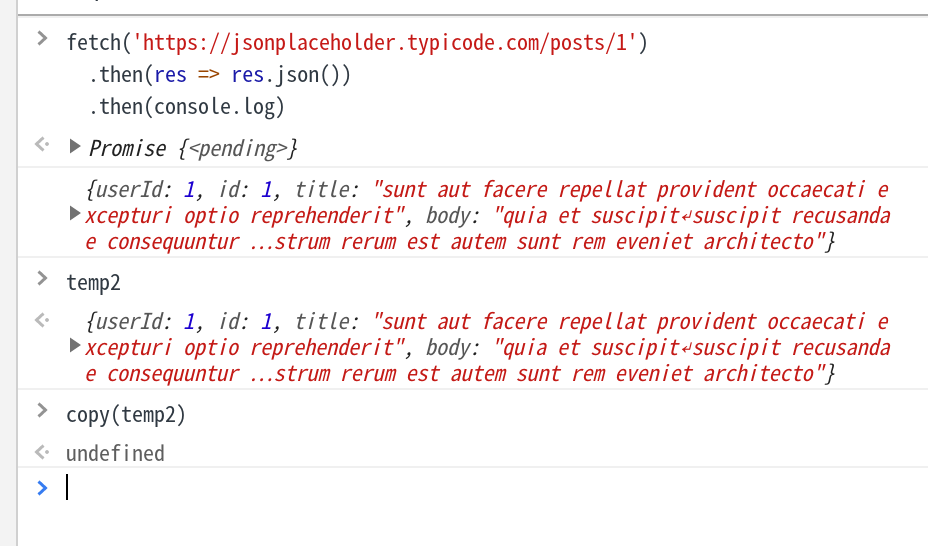 fetch('https://jsonplaceholder.typicode.com/posts/1')
.then(res => res.json())
.then(console.log)
Promise {<pending>}
{userId: 1, id: 1, title: "sunt aut facere repellat provident occaecati e
xcepturi optio reprehenderit", body: "quia et suscipit↵suscipit recusanda
e consequuntur …strum rerum est autem sunt rem eveniet architecto"}
temp2
{userId: 1, id: 1, title: "sunt aut facere repellat provident occaecati e
xcepturi optio reprehenderit", body: "quia et suscipit↵suscipit recusanda
e consequuntur …strum rerum est autem sunt rem eveniet architecto"}
copy(temp2)
undefined